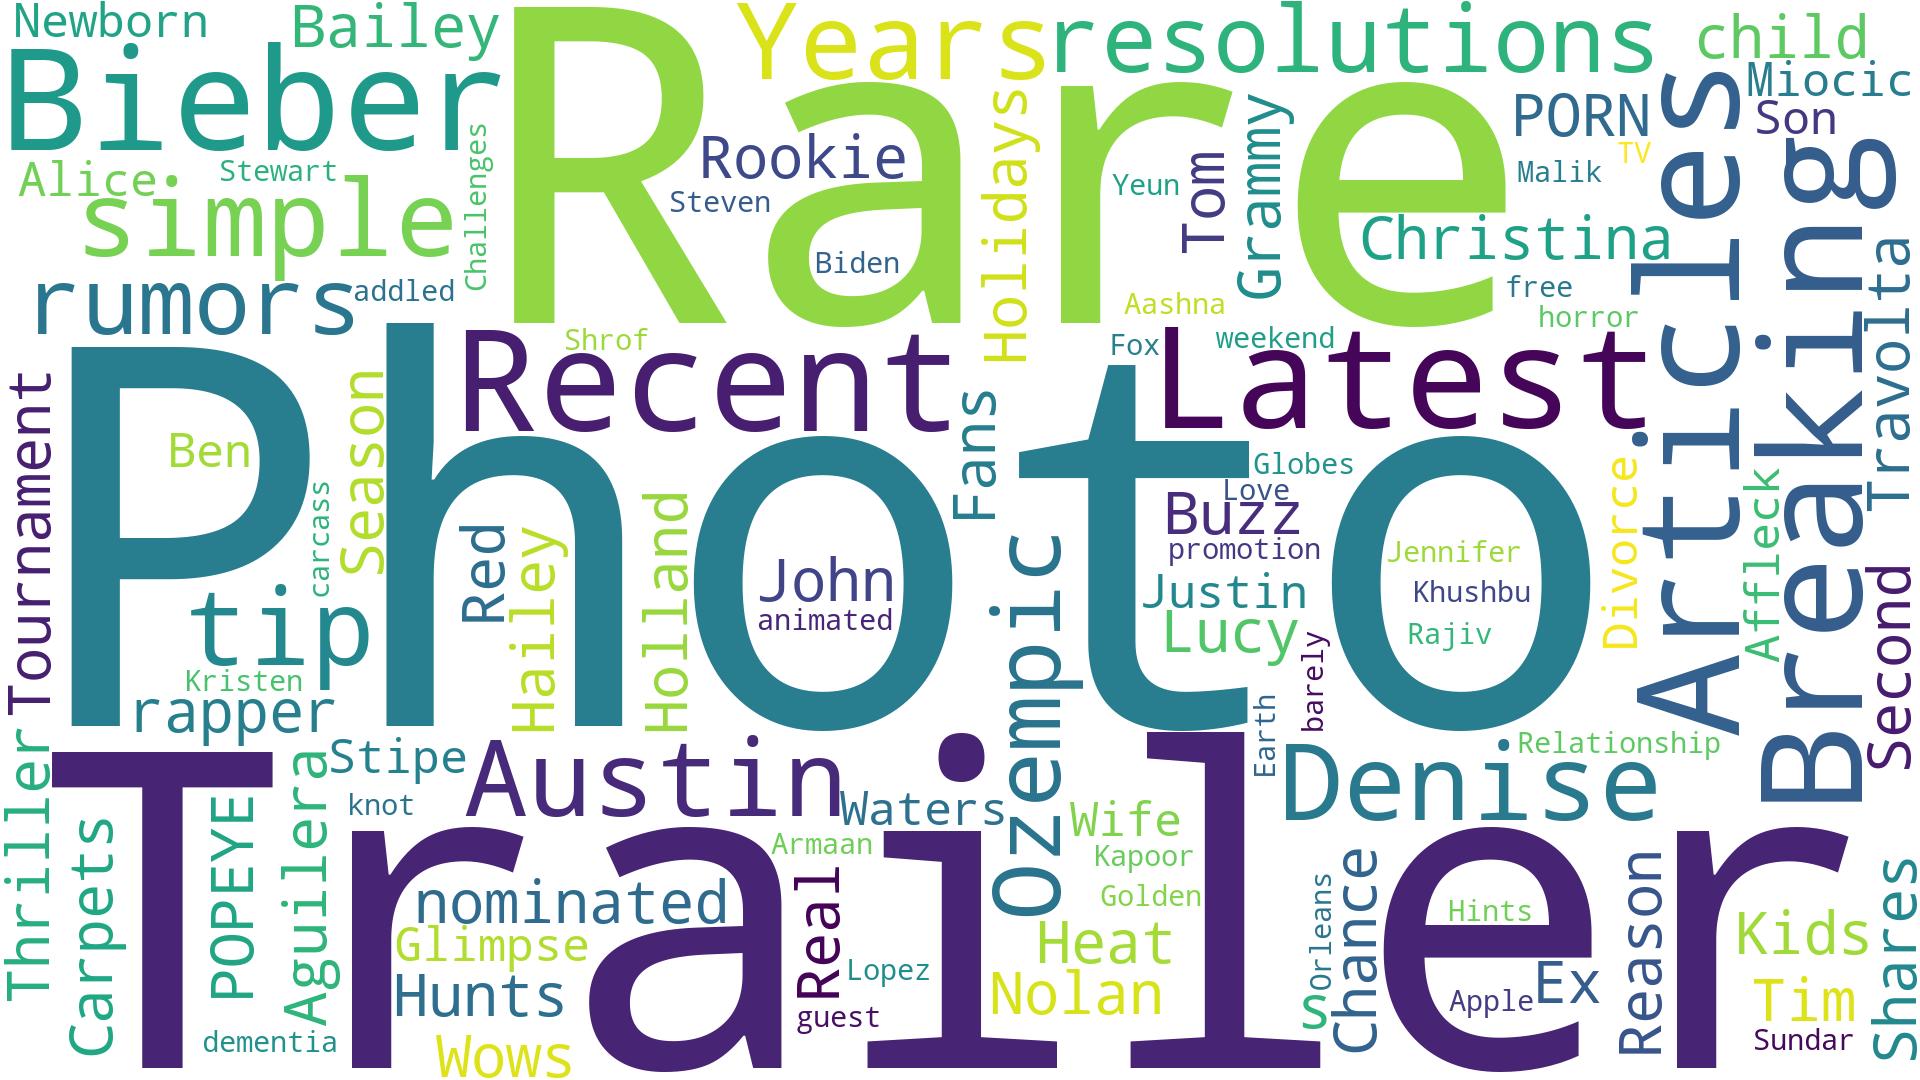 Newborn
Bailey
Rare
Years
resolutions
child
Bieber
Miocic
PORN
Son
Articles
Challenges
Rookie
Holidays
Grammy
TV
Alice
Stewart
Steven
Yeun
Tom
Malik
Breaking
simple
Christina
Biden
Travolta
rumors
addled
Aashna
free
horror
Shrof
Recent
Fox
weekend
Latest
Photo
Tournament
Season
Fans
Ben
Globes
Love
Divorce
Affleck
carcass
Red
Hailey
Holland
Buzz
promotion
John
animated
Ozempic
Jennifer
Khushbu
Justin
Second
tip
Lucy
Rajiv
barely
Kristen
rapper
Earth
Thriller
Stipe
Austin
Denise
Relationship
Trailer
Aguilera
knot
Waters
Wife
Carpets
POPEYE
Armaan
Kapoor
nominated
Real
Golden
Orleans
Chance
Hints
Reason
Kids
Shares
Glimpse
Heat
Hunts
Lopez
Nolan
s
Apple
Ex
Tim
guest
dementia
Wows
Sundar